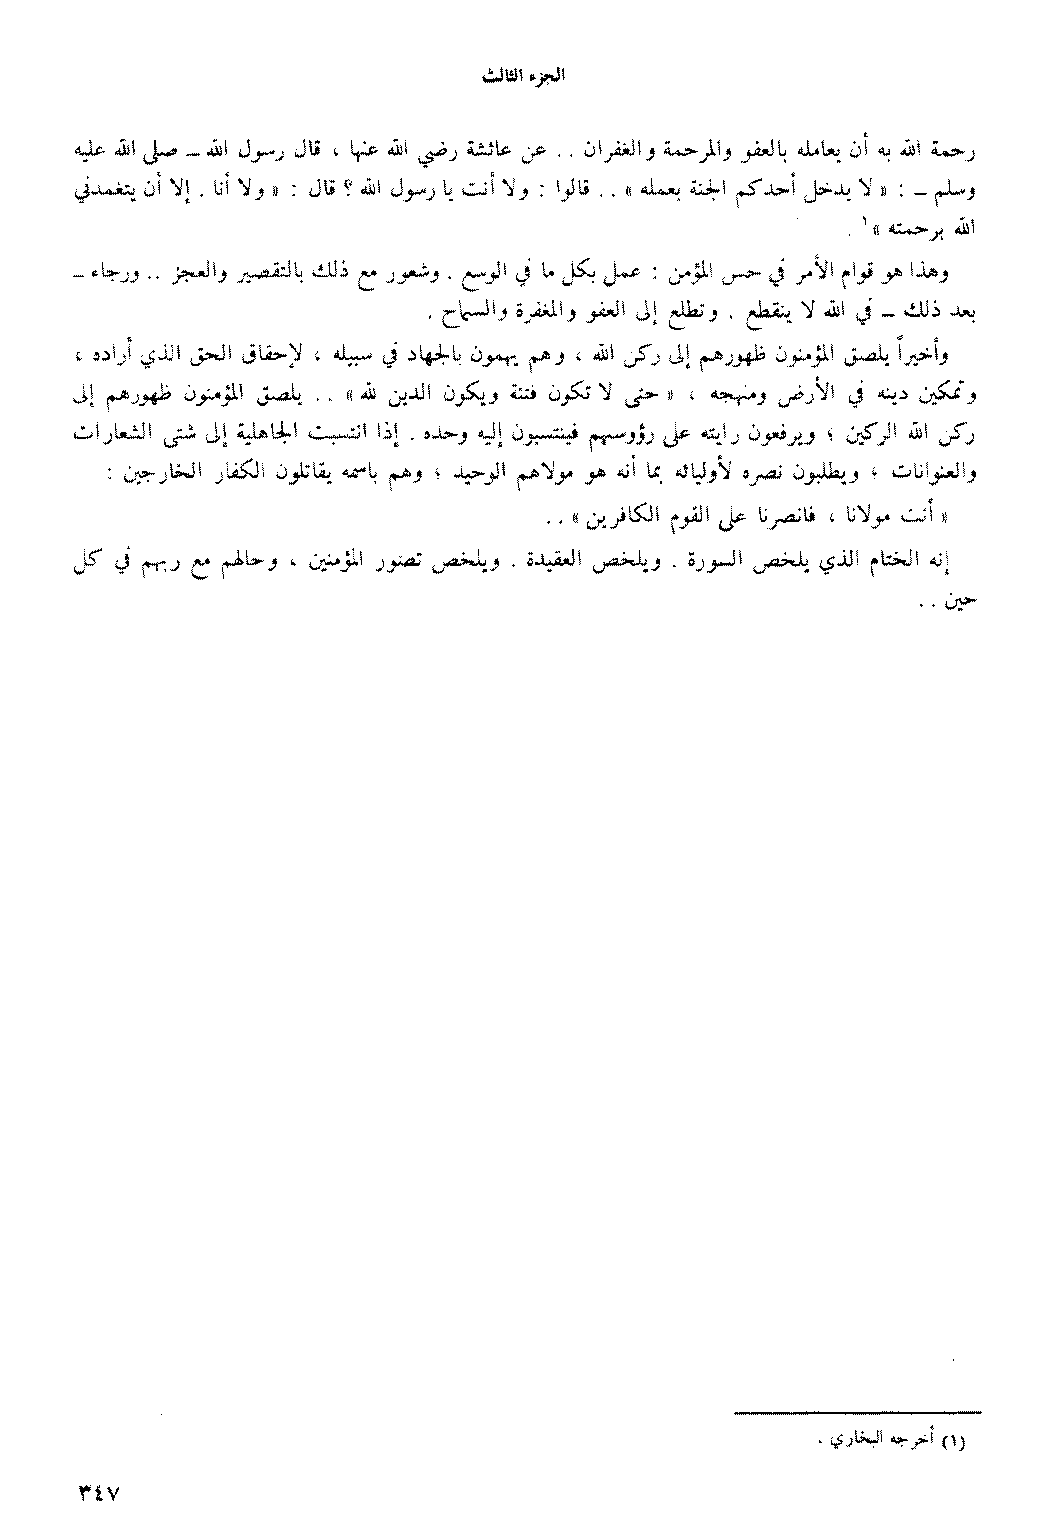 الجزء الثالث
رحمة الله به أن يعامله بالعفو والمرحمة والغفران . . عن عائشة رضي الله عنها ، قال رسول الله – صلى الله عليه
وسلم – : « لا يدخل أحدكم الجنة بعمله » . . قالوا : ولا أنت يا رسول الله ؟ قال : « ولا أنا . إلا أن يتغمدني
الله برحمته »١ .
وهذا هو قوام الأمر في حس المؤمن : عمل بكل ما في الوسع . وشعور مع ذلك بالتقصير والعجز .. ورجاء –
بعد ذلك – في الله لا ينقطع . وتطلع إلى العفو والمغفرة والسماح .
وأخيراً يلصق المؤمنون ظهورهم إلى ركن الله ، وهم يهمون بالجهاد في سبيله ، لإحقاق الحق الذي أراده ،
وتمكين دينه في الأرض ومنهجه ، « حتى لا تكون فتنة ويكون الدين لله » . . يلصق المؤمنون ظهورهم إلى
ركن الله الركين ؛ ويرفعون رايته على رؤوسهم فينتسبون إليه وحده . إذا انتسبت الجاهلية إلى شتى الشعارات
والعنوانات ؛ ويطلبون نصره لأوليائه بما أنه هو مولاهم الوحيد ؛ وهم باسمه يقاتلون الكفار الخارجين :
« أنت مولانا ، فانصرنا على القوم الكافرين » . .
إنه الختام الذي يلخص السورة . ويلخص العقيدة . ويلخص تصور المؤمنين ، وحالهم مع ربهم في كل
حين . .
(١) أخرجه البخاري .
٣٤٧